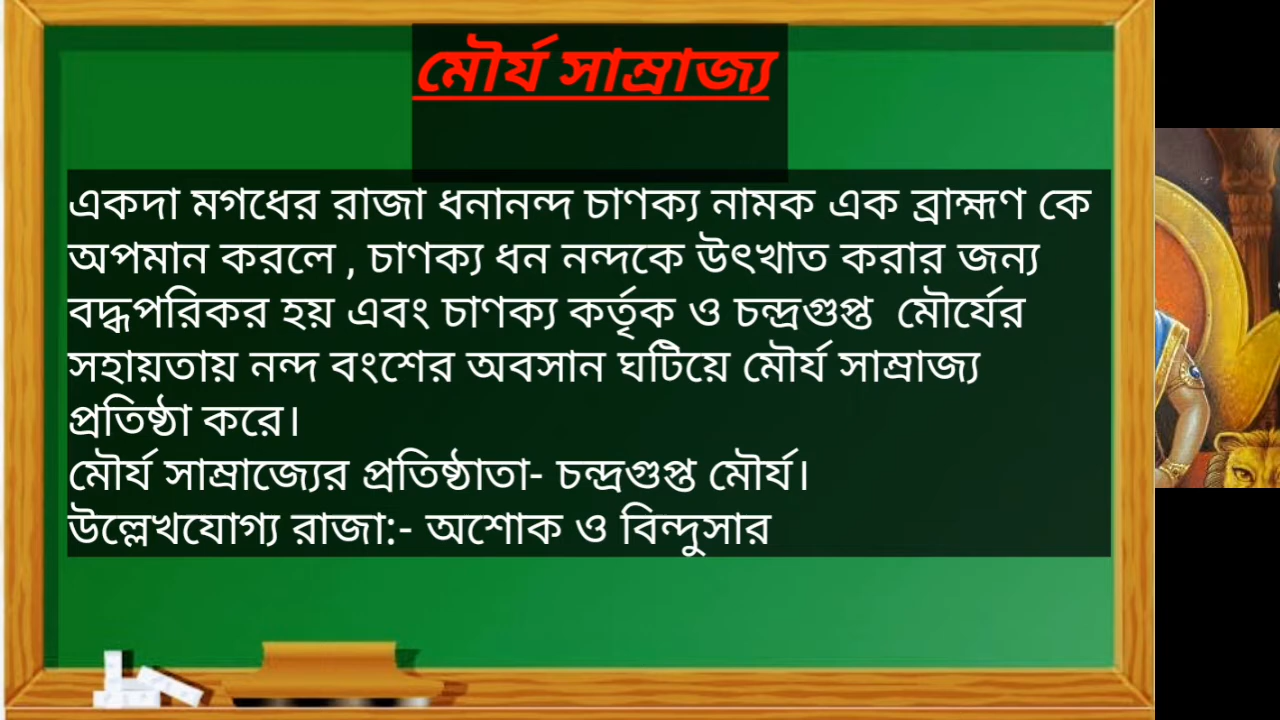 মৌর্য সাম্রাজ্য
একদা মগধের রাজা ধনানন্দ চাণক্য নামক এক ব্রাহ্মণ কে
অপমান করলে , চাণক্য ধন নন্দকে উৎখাত করার জন্য
বদ্ধপরিকর হয় এবং চাণক্য কর্তৃক ও চন্দ্রগুপ্ত মৌর্যের
সহায়তায় নন্দ বংশের অবসান ঘটিয়ে মৌর্য সাম্রাজ্য
প্রতিষ্ঠা করে।
মৌর্য সাম্রাজ্যের প্রতিষ্ঠাতা- চন্দ্রগুপ্ত মৌর্য।
উল্লেখযোগ্য রাজা:- অশোক ও বিন্দুসার